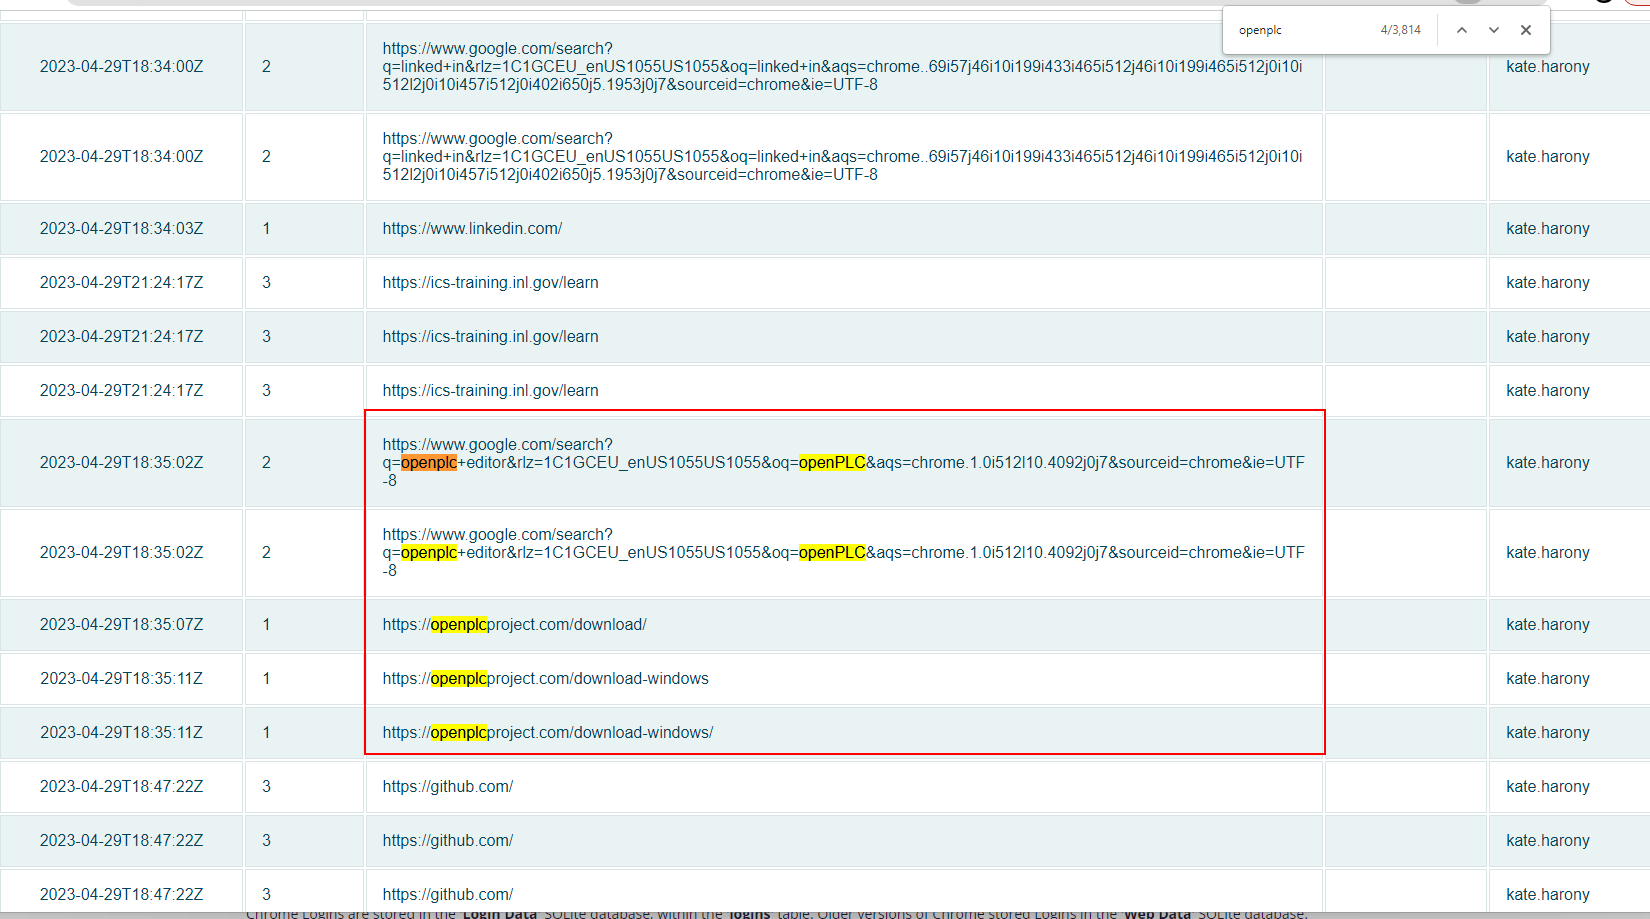 openplc 4/3,814
2023-04-29T18:34:00Z 2 https://www.google.com/search? kate.harony
q=linked+in&rlz=1C1GCEU_enUS1055US1055&oq=linked+in&aqs=chrome..69i57j46i10i199i433i465i512j46i10i199i465i512j0i10i
512l2j0i10i457i512j0i402i650j5.1953j0j7&sourceid=chrome&ie=UTF-8
2023-04-29T18:34:00Z 2 https://www.google.com/search? kate.harony
q=linked+in&rlz=1C1GCEU_enUS1055US1055&oq=linked+in&aqs=chrome..69i57j46i10i199i433i465i512j46i10i199i465i512j0i10i
512l2j0i10i457i512j0i402i650j5.1953j0j7&sourceid=chrome&ie=UTF-8
2023-04-29T18:34:03Z 1 https://www.linkedin.com/ kate.harony
2023-04-29T21:24:17Z 3 https://ics-training.inl.gov/learn kate.harony
2023-04-29T21:24:17Z 3 https://ics-training.inl.gov/learn kate.harony
2023-04-29T21:24:17Z 3 https://ics-training.inl.gov/learn kate.harony
2023-04-29T18:35:02Z 2 https://www.google.com/search? kate.harony
q=openplc+editor&rlz=1C1GCEU_enUS1055US1055&oq=openPLC&aqs=chrome.1.0i512l10.4092j0j7&sourceid=chrome&ie=UTF
-8
2023-04-29T18:35:02Z 2 https://www.google.com/search? kate.harony
q=openplc+editor&rlz=1C1GCEU_enUS1055US1055&oq=openPLC&aqs=chrome.1.0i512l10.4092j0j7&sourceid=chrome&ie=UTF
-8
2023-04-29T18:35:07Z 1 https://openplcproject.com/download/ kate.harony
2023-04-29T18:35:11Z 1 https://openplcproject.com/download-windows kate.harony
2023-04-29T18:35:11Z 1 https://openplcproject.com/download-windows/ kate.harony
2023-04-29T18:47:22Z 3 https://github.com/ kate.harony
2023-04-29T18:47:22Z 3 https://github.com/ kate.harony
2023-04-29T18:47:22Z 3 https://github.com/ kate.harony
Chrome Logins are stored in the 'Login Data' SQLite database, within the 'logins' table. Older versions of Chrome stored Logins in the 'Web Data' SQLite database.